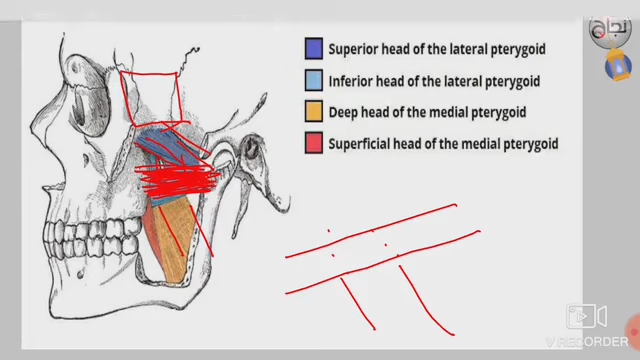 نجاح
Superior head of the lateral pterygoid
Inferior head of the lateral pterygoid
Deep head of the medial pterygoid
Superficial head of the medial pterygoid
V RECORDER